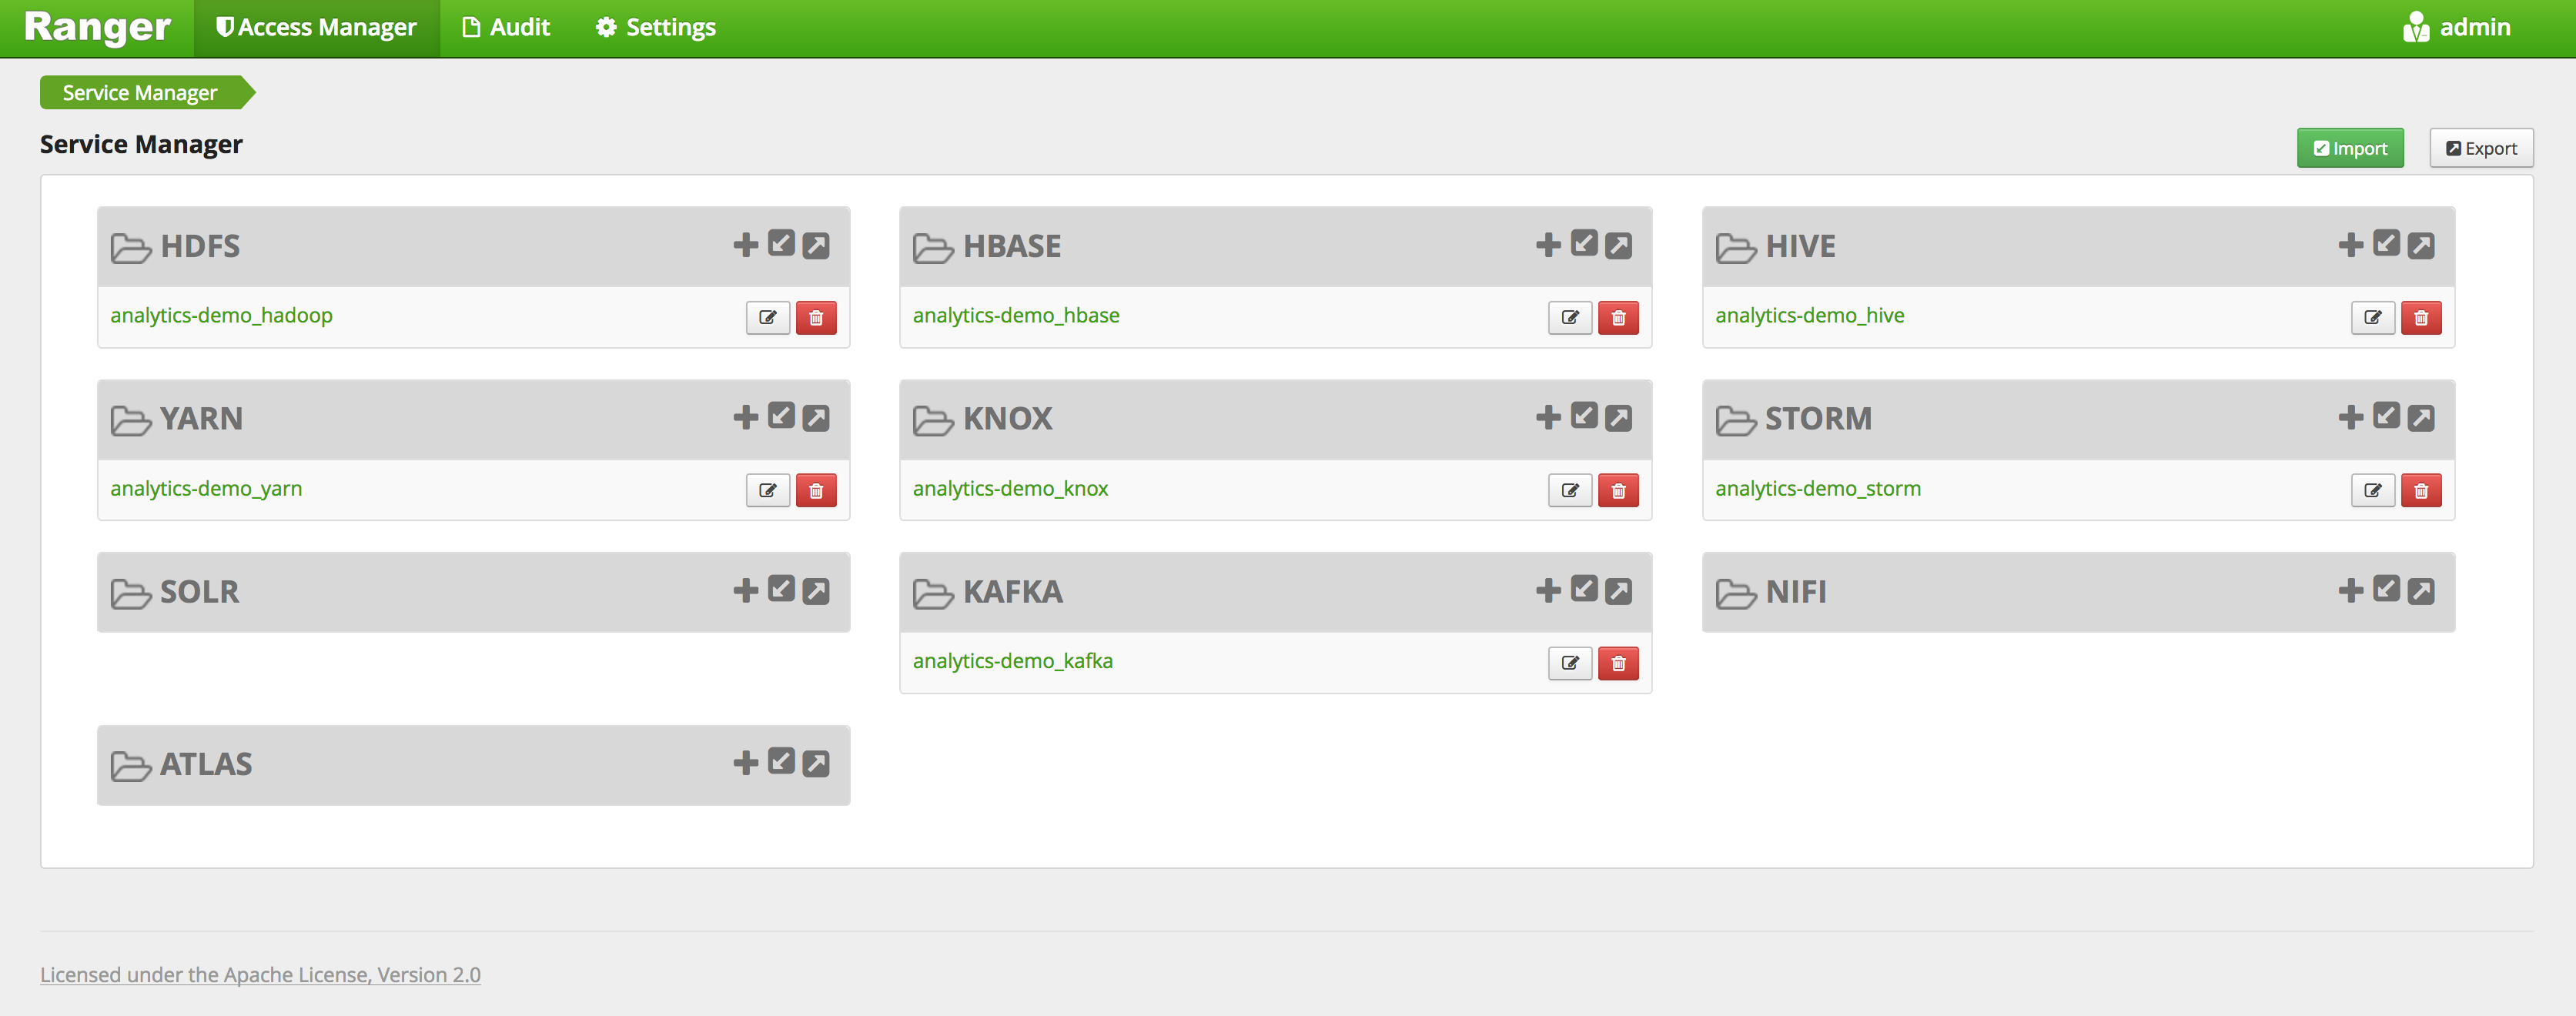 Ranger Access Manager Audit Settings admin
Service Manager
Service Manager Import Export
HDFS HBASE HIVE
analytics-demo_hadoop analytics-demo_hbase analytics-demo_hive
YARN KNOX STORM
analytics-demo_yarn analytics-demo_knox analytics-demo_storm
SOLR KAFKA NIFI
analytics-demo_kafka
ATLAS
Licensed under the Apache License, Version 2.0